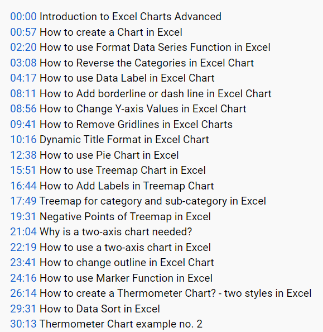 00:00 Introduction to Excel Charts Advanced
00:57 How to create a Chart in Excel
02:20 How to use Format Data Series Function in Excel
03:08 How to Reverse the Categories in Excel Chart
04:17 How to use Data Label in Excel Chart
08:11 How to Add borderline or dash line in Excel Chart
08:56 How to Change Y-axis Values in Excel Chart
09:41 How to Remove Gridlines in Excel Charts
10:16 Dynamic Title Format in Excel Chart
12:38 How to use Pie Chart in Excel
15:51 How to use Treemap Chart in Excel
16:44 How to Add Labels in Treemap Chart
17:49 Treemap for category and sub-category in Excel
19:31 Negative Points of Treemap in Excel
21:04 Why is a two-axis chart needed?
22:19 How to use a two-axis chart in Excel
23:41 How to change outline in Excel Chart
24:16 How to use Marker Function in Excel
26:14 How to create a Thermometer Chart? - two styles in Excel
29:31 How to Data Sort in Excel
30:13 Thermometer Chart example no. 2